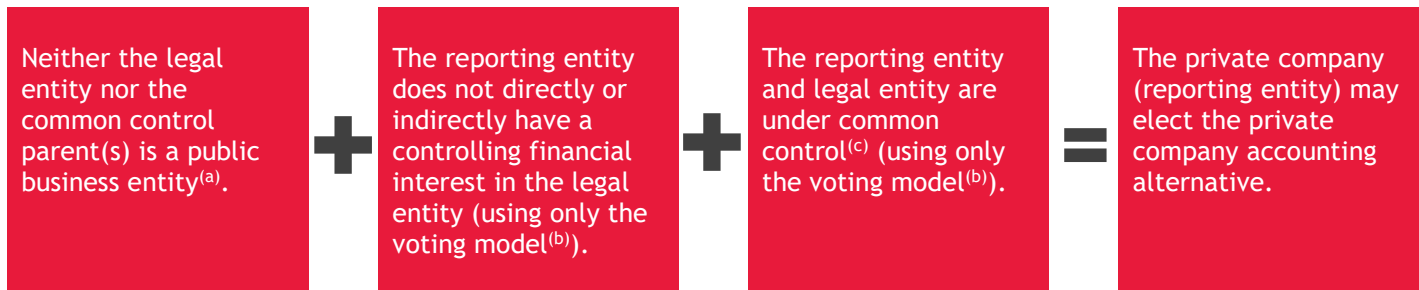 Neither the legal
entity nor the
common control
parent(s) is a public
business entity(a).
+
The reporting entity
does not directly or
indirectly have a
controlling financial
interest in the legal
entity (using only the
voting model(b)).
+
The reporting entity
and legal entity are
under common
control(c) (using only
the voting model(b)).
=
The private company
(reporting entity) may
elect the private
company accounting
alternative.